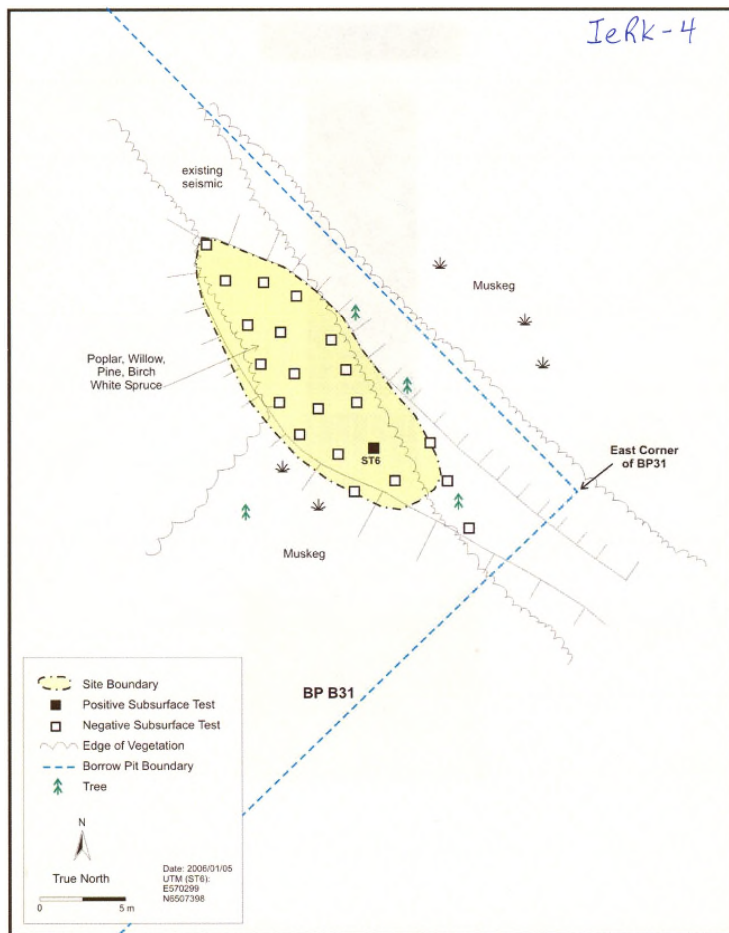 IeRk-4
existing
seismic
Muskeg
Poplar, Willow,
Pine, Birch
White Spruce
ST6
East Corner
of BP31
Muskeg
BP B31
Site Boundary
Positive Subsurface Test
Negative Subsurface Test
Edge of Vegetation
Borrow Pit Boundary
Tree
N
True North
0 5 m
Date: 2006/01/05
UTM (ST6):
E570299
N6507398